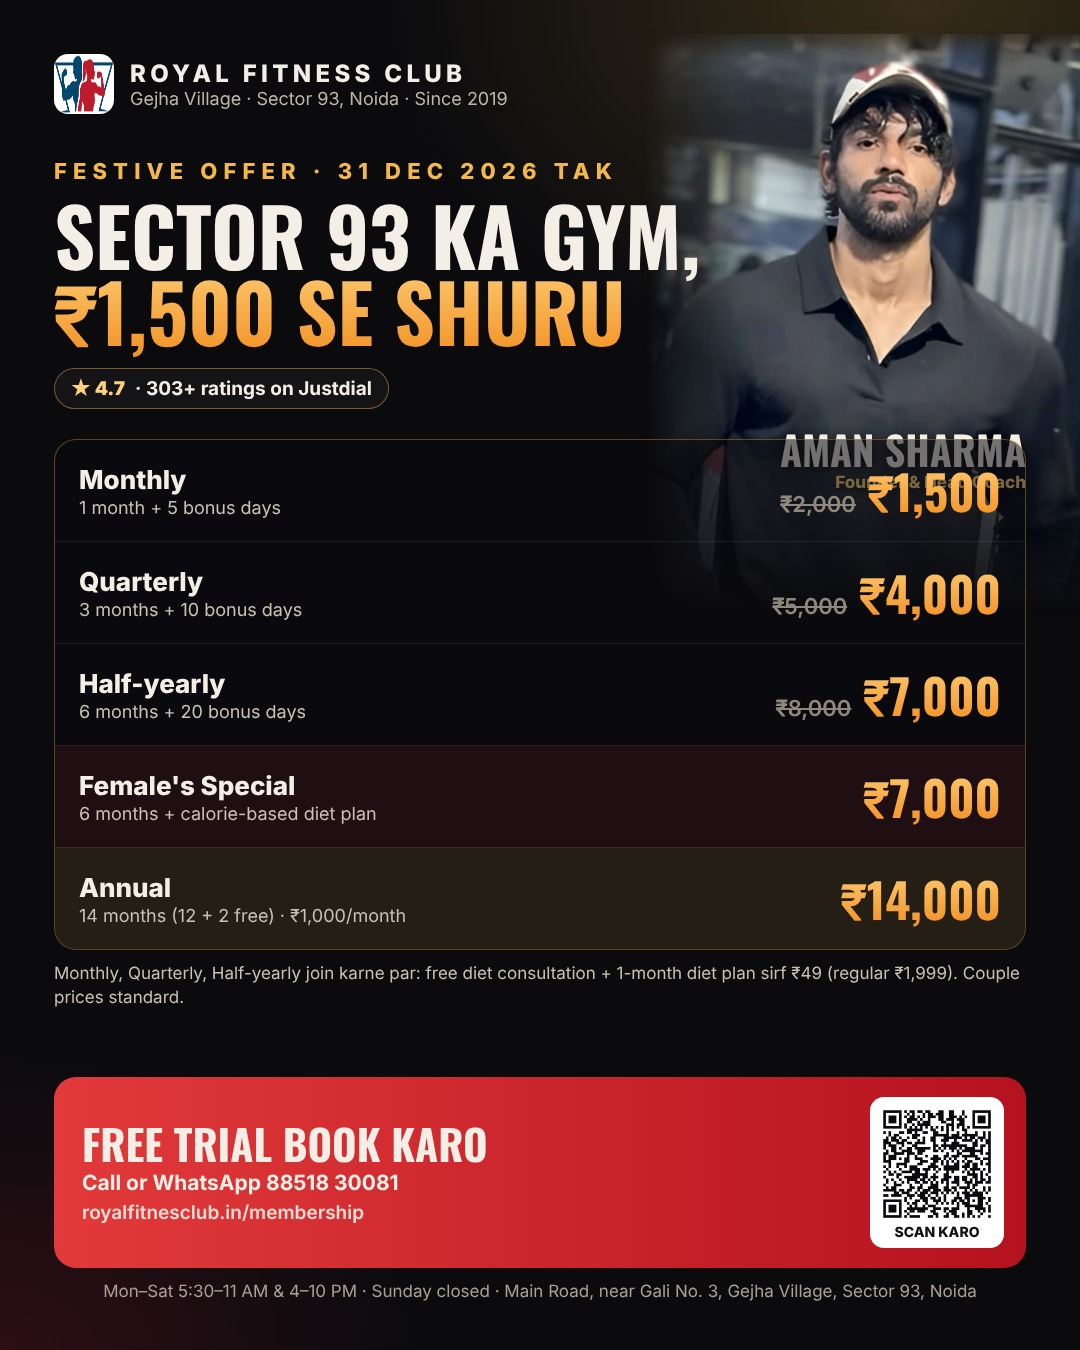 ROYAL FITNESS CLUB
Gejha Village · Sector 93, Noida · Since 2019
FESTIVE OFFER · 31 DEC 2026 TAK
SECTOR 93 KA GYM,
₹1,500 SE SHURU
★ 4.7 · 303+ ratings on Justdial
AMAN SHARMA
Founder & Head Coach
Monthly
1 month + 5 bonus days
₹2,000 ₹1,500
Quarterly
3 months + 10 bonus days
₹5,000 ₹4,000
Half-yearly
6 months + 20 bonus days
₹8,000 ₹7,000
Female's Special
6 months + calorie-based diet plan
₹7,000
Annual
14 months (12 + 2 free) · ₹1,000/month
₹14,000
Monthly, Quarterly, Half-yearly join karne par: free diet consultation + 1-month diet plan sirf ₹49 (regular ₹1,999). Couple
prices standard.
FREE TRIAL BOOK KARO
Call or WhatsApp 88518 30081
royalfitnesclub.in/membership
SCAN KARO
Mon–Sat 5:30–11 AM & 4–10 PM · Sunday closed · Main Road, near Gali No. 3, Gejha Village, Sector 93, Noida